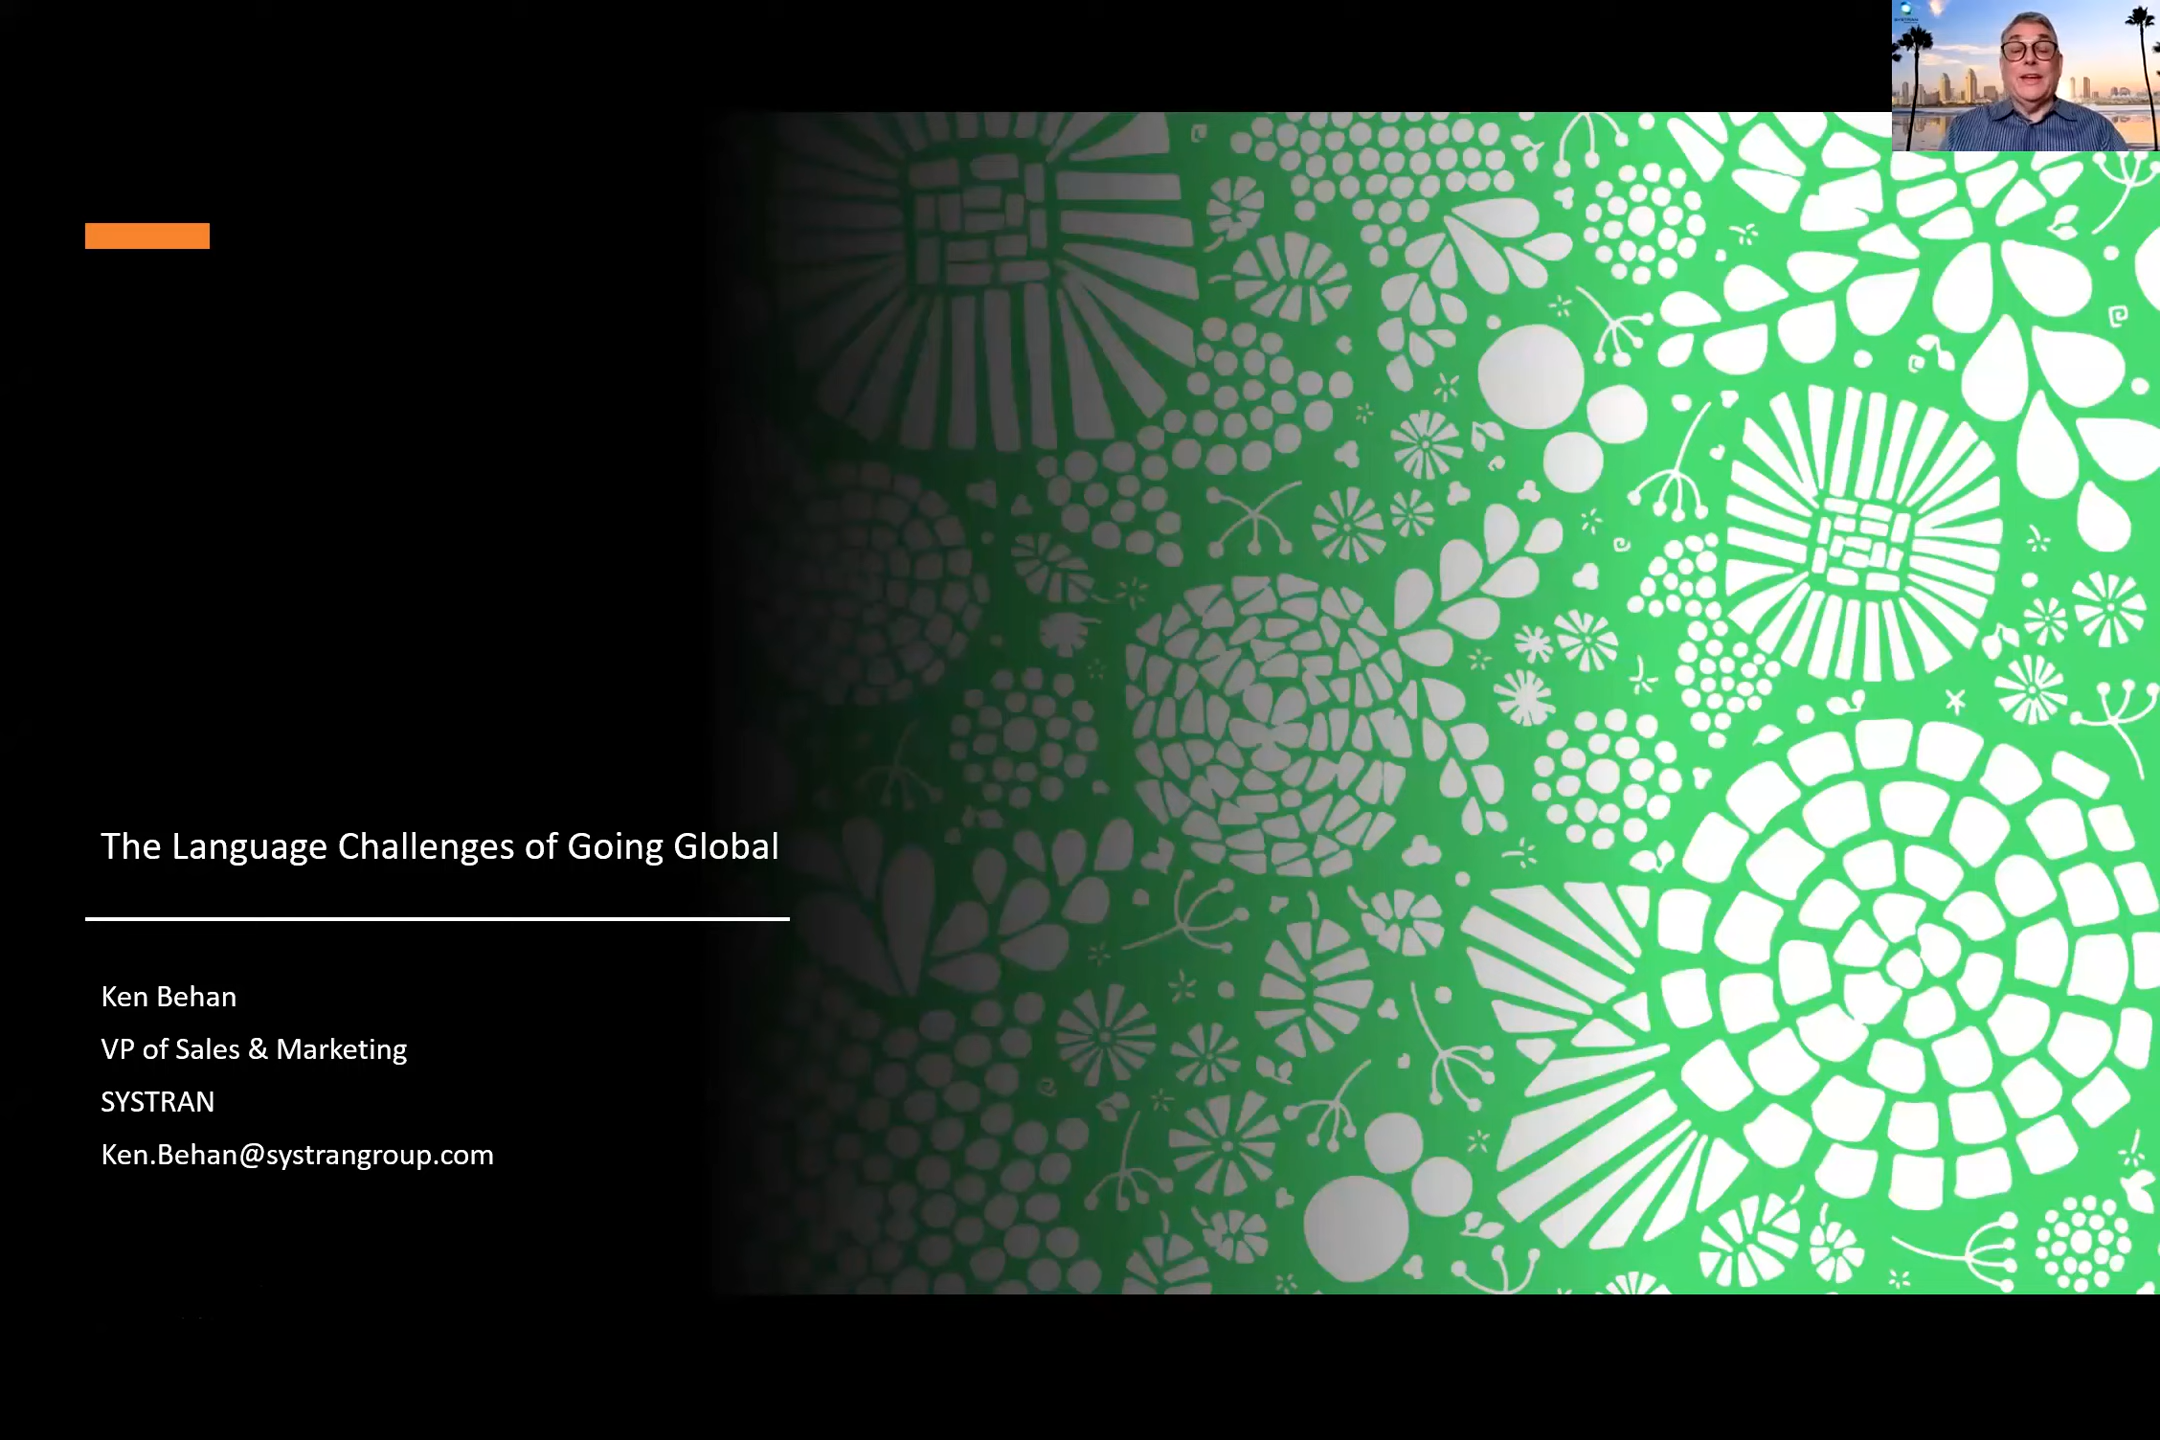 The Language Challenges of Going Global
Ken Behan
VP of Sales & Marketing
SYSTRAN
Ken.Behan@systrangroup.com